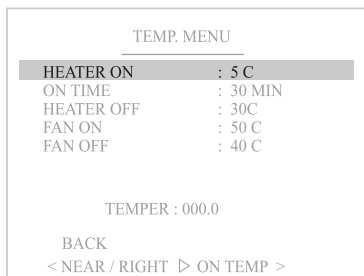 TEMP. MENU
HEATER ON : 5 C
ON TIME : 30 MIN
HEATER OFF : 30C
FAN ON : 50 C
FAN OFF : 40 C
TEMPER : 000.0
BACK
< NEAR / RIGHT ▷ ON TEMP >